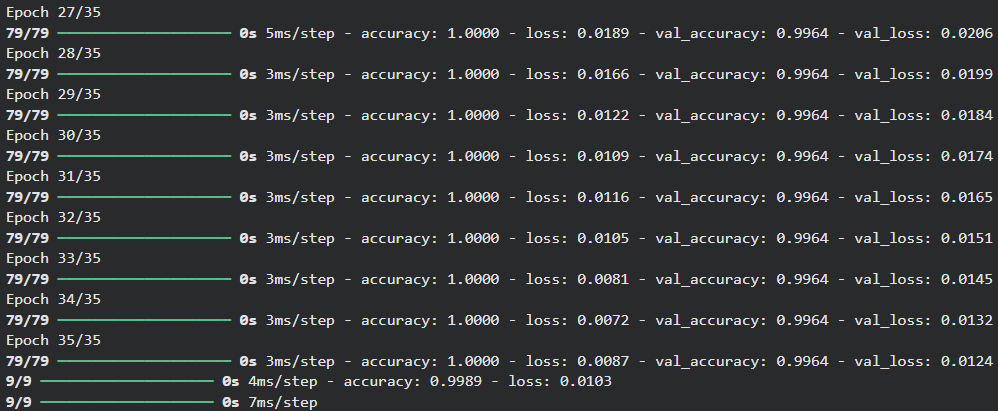 Epoch 27/35
79/79 ━━━━━━━━━━━━━━━━━━━━ 0s 5ms/step - accuracy: 1.0000 - loss: 0.0189 - val_accuracy: 0.9964 - val_loss: 0.0206
Epoch 28/35
79/79 ━━━━━━━━━━━━━━━━━━━━ 0s 3ms/step - accuracy: 1.0000 - loss: 0.0166 - val_accuracy: 0.9964 - val_loss: 0.0199
Epoch 29/35
79/79 ━━━━━━━━━━━━━━━━━━━━ 0s 3ms/step - accuracy: 1.0000 - loss: 0.0122 - val_accuracy: 0.9964 - val_loss: 0.0184
Epoch 30/35
79/79 ━━━━━━━━━━━━━━━━━━━━ 0s 3ms/step - accuracy: 1.0000 - loss: 0.0109 - val_accuracy: 0.9964 - val_loss: 0.0174
Epoch 31/35
79/79 ━━━━━━━━━━━━━━━━━━━━ 0s 3ms/step - accuracy: 1.0000 - loss: 0.0116 - val_accuracy: 0.9964 - val_loss: 0.0165
Epoch 32/35
79/79 ━━━━━━━━━━━━━━━━━━━━ 0s 3ms/step - accuracy: 1.0000 - loss: 0.0105 - val_accuracy: 0.9964 - val_loss: 0.0151
Epoch 33/35
79/79 ━━━━━━━━━━━━━━━━━━━━ 0s 3ms/step - accuracy: 1.0000 - loss: 0.0081 - val_accuracy: 0.9964 - val_loss: 0.0145
Epoch 34/35
79/79 ━━━━━━━━━━━━━━━━━━━━ 0s 3ms/step - accuracy: 1.0000 - loss: 0.0072 - val_accuracy: 0.9964 - val_loss: 0.0132
Epoch 35/35
79/79 ━━━━━━━━━━━━━━━━━━━━ 0s 3ms/step - accuracy: 1.0000 - loss: 0.0087 - val_accuracy: 0.9964 - val_loss: 0.0124
9/9 ━━━━━━━━━━━━━━━━━━━━ 0s 4ms/step - accuracy: 0.9989 - loss: 0.0103
9/9 ━━━━━━━━━━━━━━━━━━━━ 0s 7ms/step